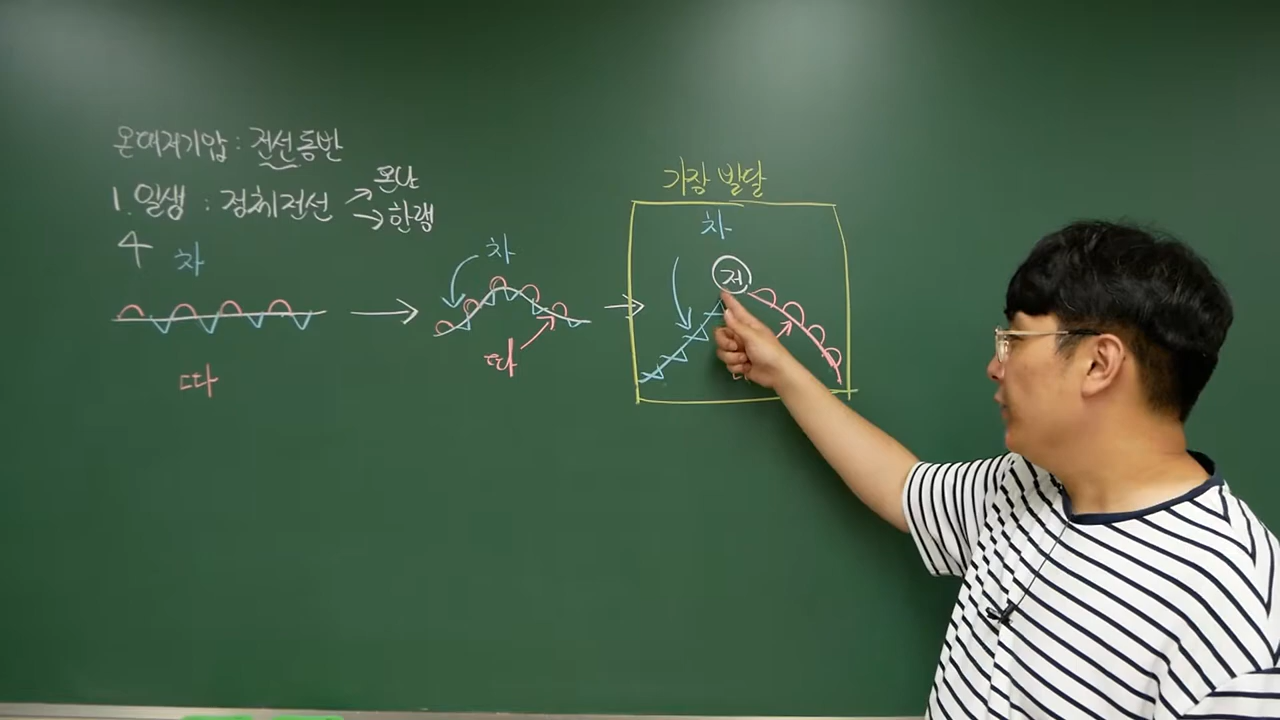 온대저기압 : 전선동반
1. 일생 : 정체전선
온난
한랭
4
차
따
차
따
가장 발달
차
저